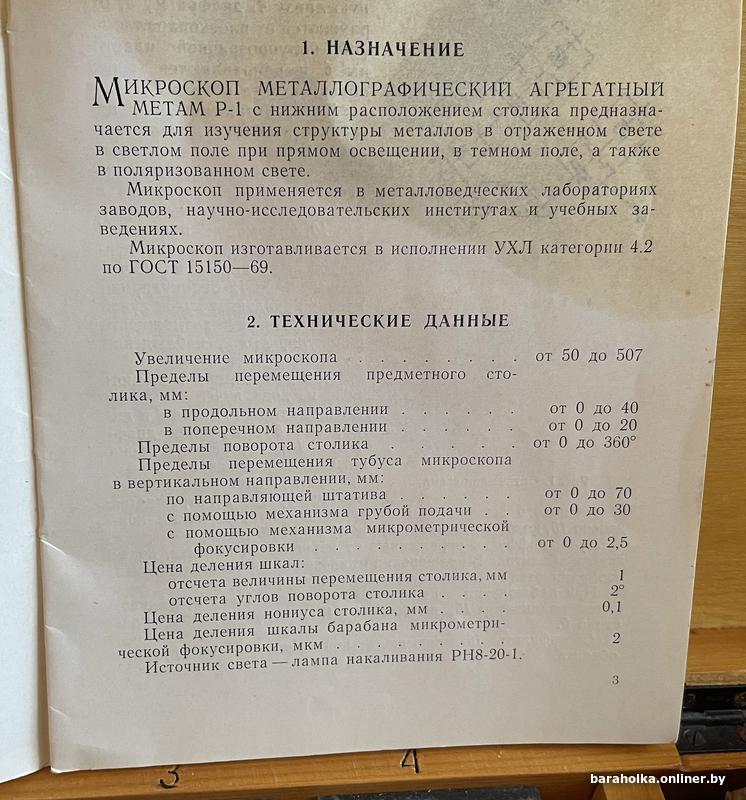 1. НАЗНАЧЕНИЕ
МИКРОСКОП МЕТАЛЛОГРАФИЧЕСКИЙ АГРЕГАТНЫЙ
МЕТАМ Р-1 с нижним расположением столика предназна-
чается для изучения структуры металлов в отраженном свете
в светлом поле при прямом освещении, в темном поле, а также
в поляризованном свете.
Микроскоп применяется в металловедческих лабораториях
заводов, научно-исследовательских институтах и учебных за-
ведениях.
Микроскоп изготавливается в исполнении УХЛ категории 4.2
по ГОСТ 15150—69.
2. ТЕХНИЧЕСКИЕ ДАННЫЕ
Увеличение микроскопа . . . . . . . . от 50 до 507
Пределы перемещения предметного сто-
лика, мм:
в продольном направлении . . . . . . от 0 до 40
в поперечном направлении . . . . . . от 0 до 20
Пределы поворота столика . . . . . . от 0 до 360°
Пределы перемещения тубуса микроскопа
в вертикальном направлении, мм:
по направляющей штатива . . . . . . от 0 до 70
с помощью механизма грубой подачи . . от 0 до 30
с помощью механизма микрометрической
фокусировки . . . . . . . . . . от 0 до 2,5
Цена деления шкал:
отсчета величины перемещения столика, мм 1
отсчета углов поворота столика . . . . 2°
Цена деления нониуса столика, мм . . . . 0,1
Цена деления шкалы барабана микрометри-
ческой фокусировки, мкм . . . . . . . . . 2
Источник света — лампа накаливания РН8-20-1.
3
3 4
baraholka.onliner.by